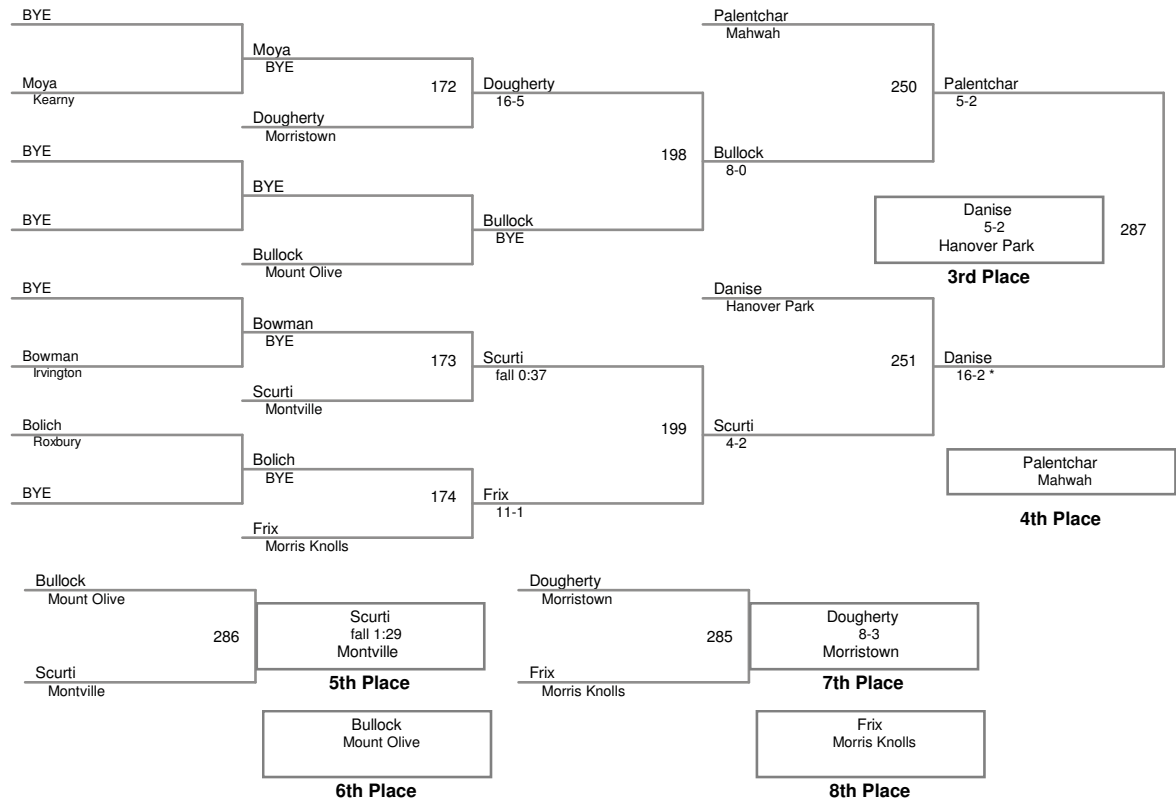 BYE
Moya
Kearny
BYE
BYE
BYE
Bowman
Irvington
Bolich
Roxbury
BYE
Moya
BYE
Dougherty
Morristown
BYE
Bullock
Mount Olive
Bowman
BYE
Scurti
Montville
Bolich
BYE
Frix
Morris Knolls
172
173
174
Dougherty
16-5
Bullock
BYE
Scurti
fall 0:37
Frix
11-1
198
199
Palentchar
Mahwah
Bullock
8-0
Danise
Hanover Park
Scurti
4-2
250
251
Palentchar
5-2
Danise
16-2 *
287
Danise
5-2
Hanover Park
3rd Place
Palentchar
Mahwah
4th Place
Bullock
Mount Olive
Scurti
Montville
286
Scurti
fall 1:29
Montville
5th Place
Bullock
Mount Olive
6th Place
Dougherty
Morristown
Frix
Morris Knolls
285
Dougherty
8-3
Morristown
7th Place
Frix
Morris Knolls
8th Place